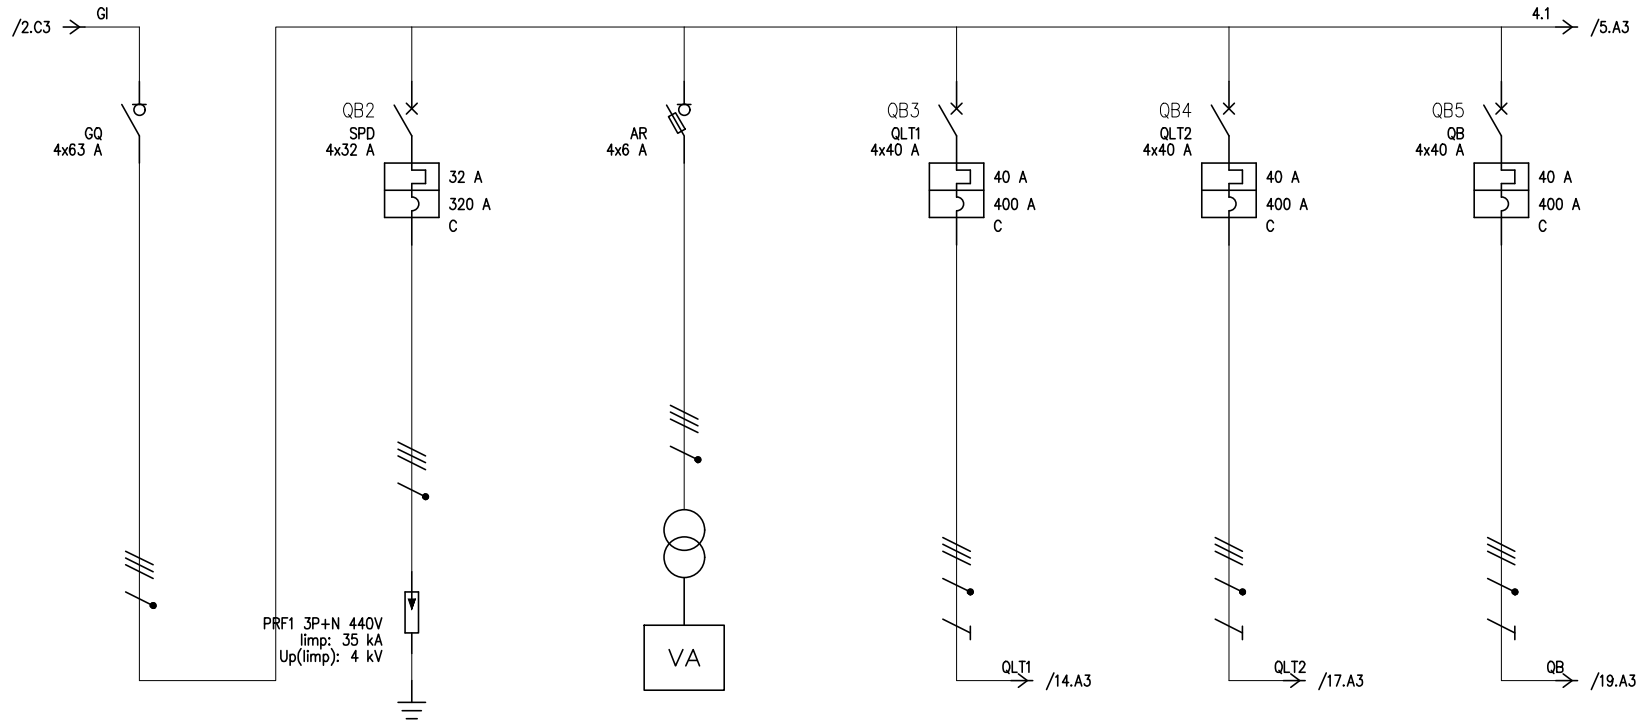 /2.C3
GI
4.1
/5.A3
GQ
4x63 A
QB2
SPD
4x32 A
32 A
320 A
C
AR
4x6 A
QB3
QLT1
4x40 A
40 A
400 A
C
QB4
QLT2
4x40 A
40 A
400 A
C
QB5
QB
4x40 A
40 A
400 A
C
PRF1 3P+N 440V
Iimp: 35 kA
Up(Iimp): 4 kV
VA
QLT1
/14.A3
QLT2
/17.A3
QB
/19.A3